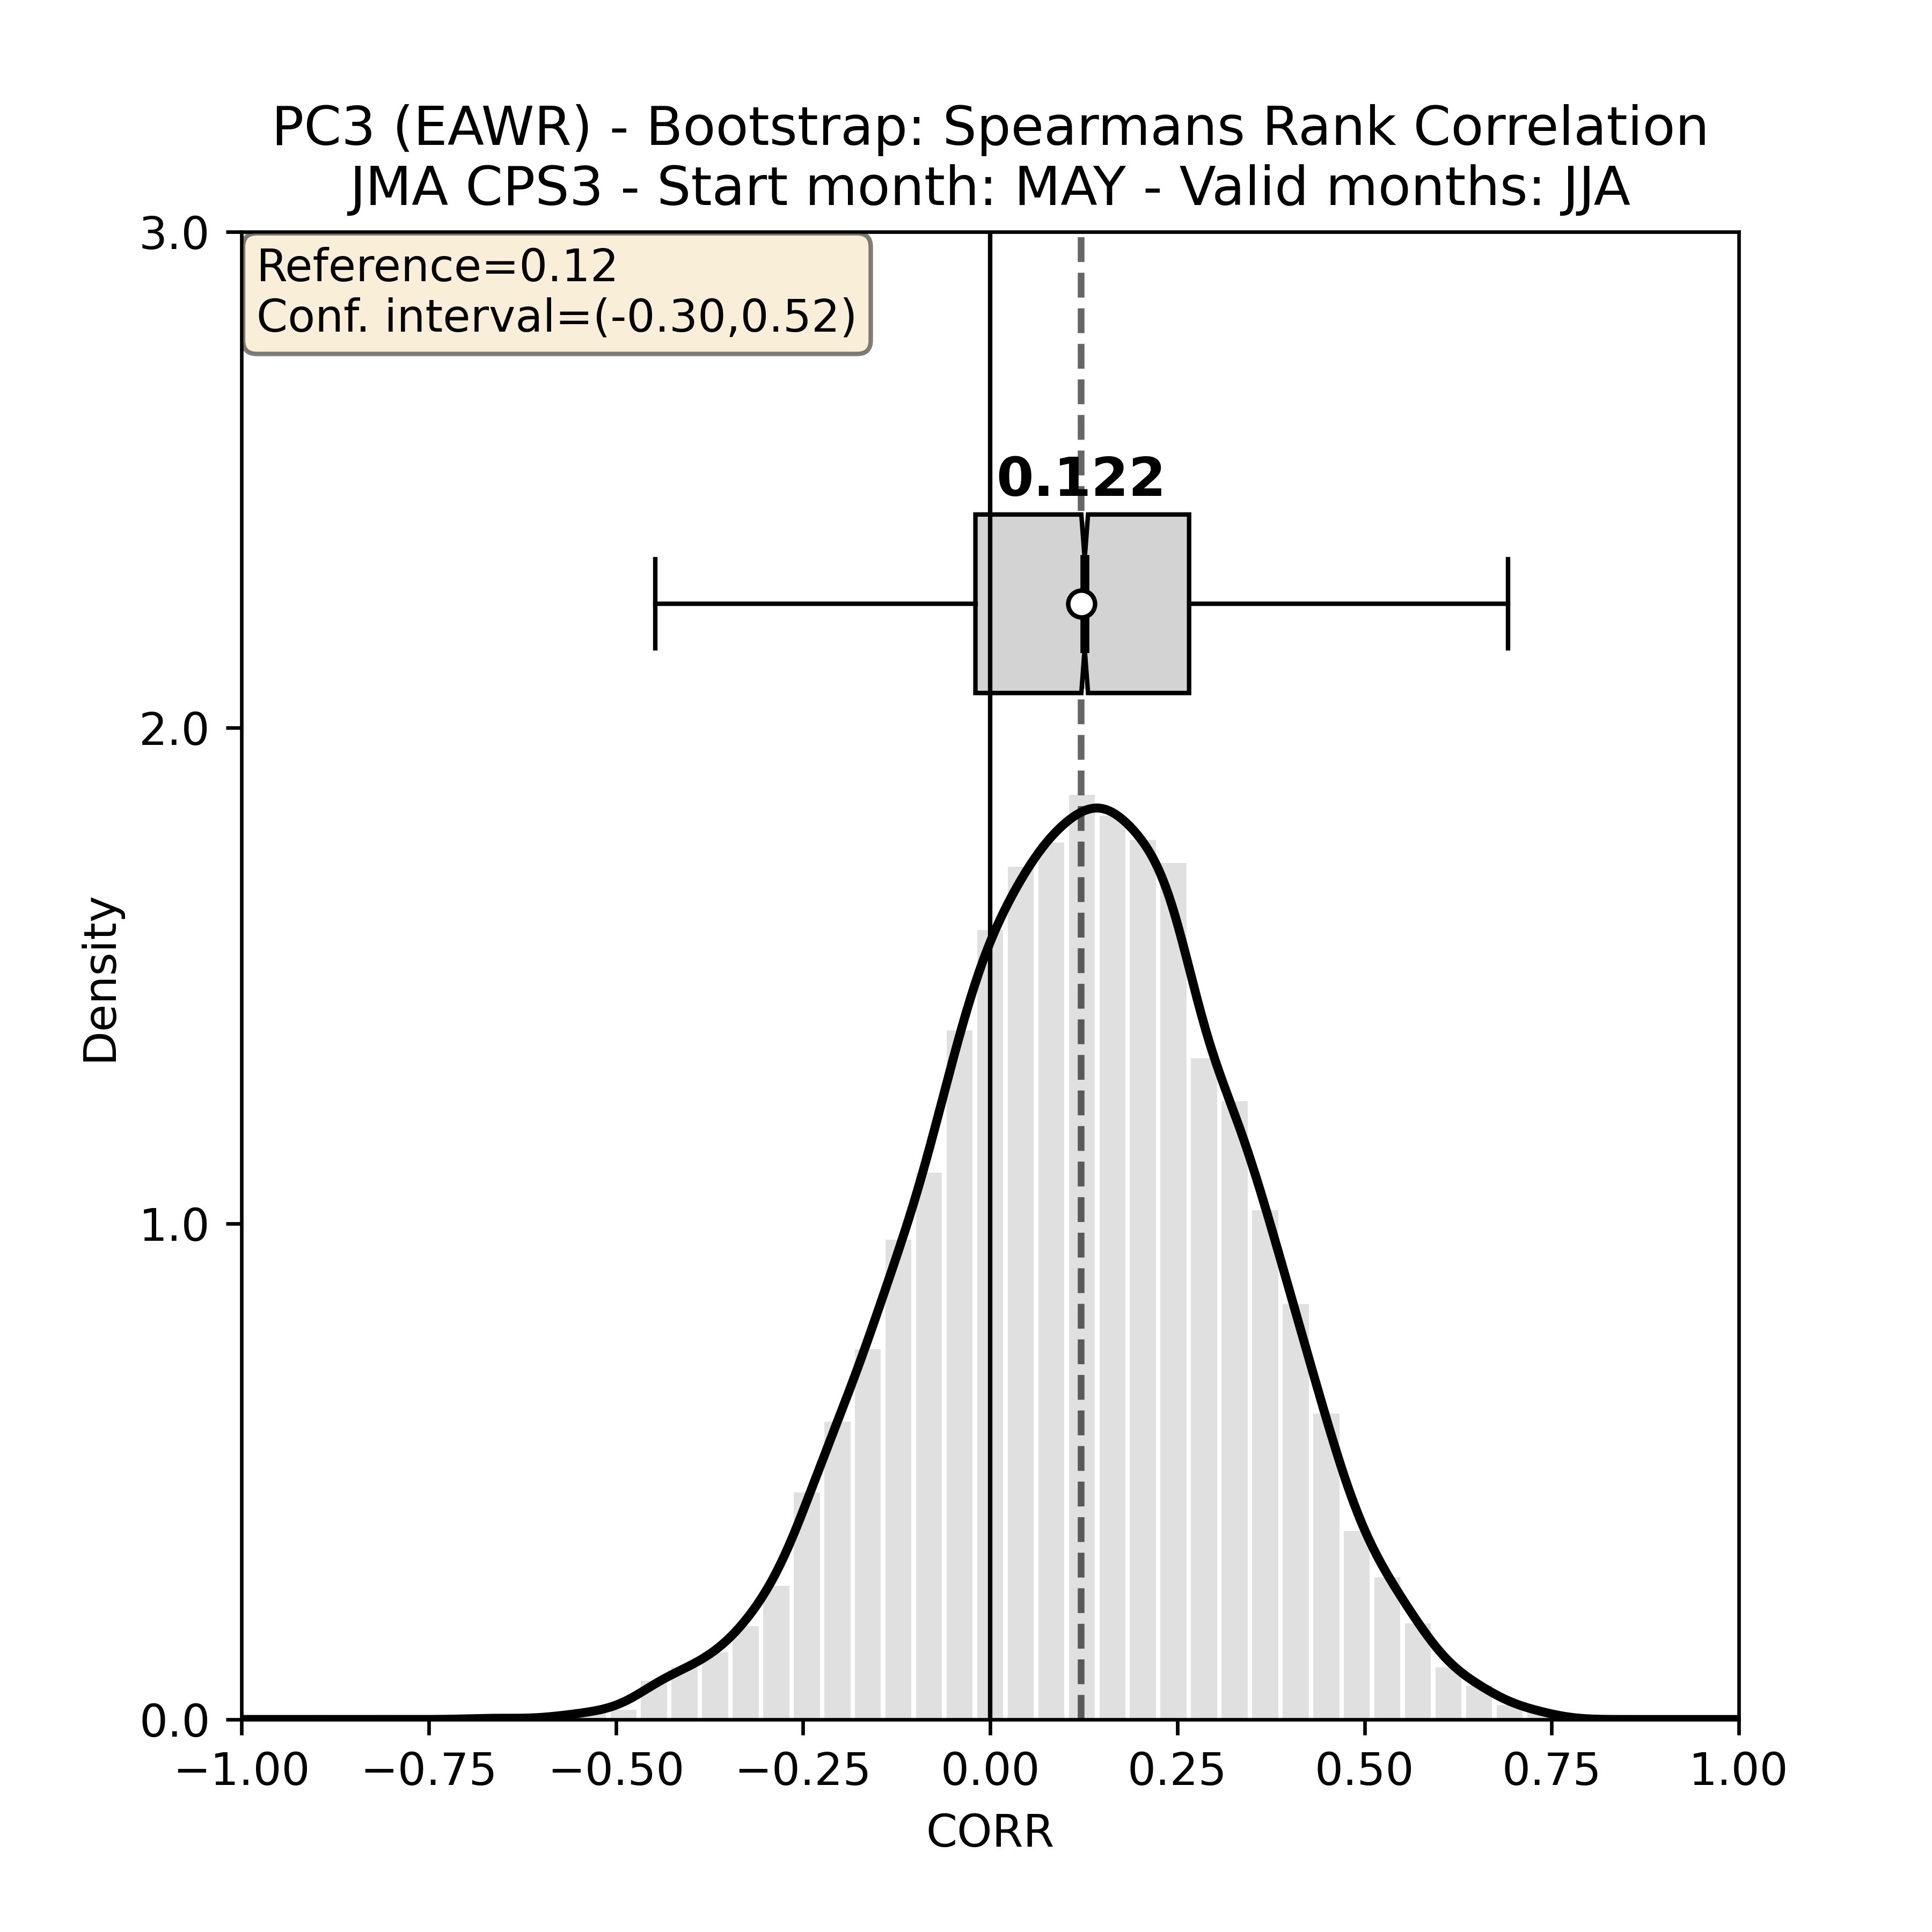 PC3 (EAWR) - Bootstrap: Spearmans Rank Correlation
JMA CPS3 - Start month: MAY - Valid months: JJA
3.0
Reference=0.12
Conf. interval=(-0.30,0.52)
0.122
2.0
Density
1.0
0.0
−1.00 −0.75 −0.50 −0.25 0.00 0.25 0.50 0.75 1.00
CORR